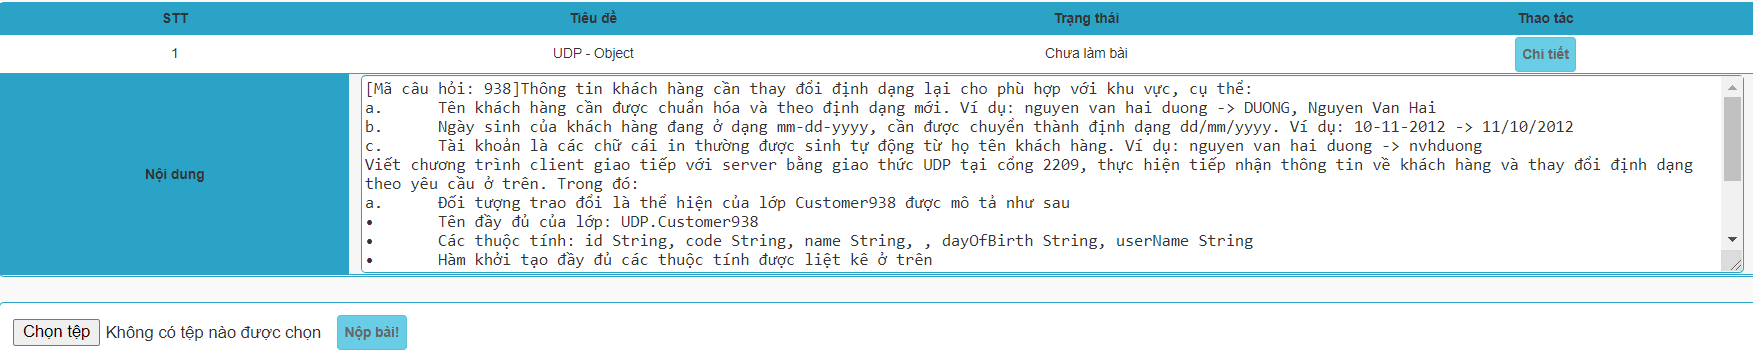 STT Tiêu đề Trạng thái Thao tác
1 UDP - Object Chưa làm bài Chi tiết
Nội dung
[Mã câu hỏi: 938]Thông tin khách hàng cần thay đổi định dạng lại cho phù hợp với khu vực, cụ thể:
a. Tên khách hàng cần được chuẩn hóa và theo định dạng mới. Ví dụ: nguyen van hai duong -> DUONG, Nguyen Van Hai
b. Ngày sinh của khách hàng đang ở dạng mm-dd-yyyy, cần được chuyển thành định dạng dd/mm/yyyy. Ví dụ: 10-11-2012 -> 11/10/2012
c. Tài khoản là các chữ cái in thường được sinh tự động từ họ tên khách hàng. Ví dụ: nguyen van hai duong -> nvhduong
Viết chương trình client giao tiếp với server bằng giao thức UDP tại cổng 2209, thực hiện tiếp nhận thông tin về khách hàng và thay đổi định dạng
theo yêu cầu ở trên. Trong đó:
a. Đối tượng trao đổi là thể hiện của lớp Customer938 được mô tả như sau
• Tên đầy đủ của lớp: UDP.Customer938
• Các thuộc tính: id String, code String, name String, , dayOfBirth String, userName String
• Hàm khởi tạo đầy đủ các thuộc tính được liệt kê ở trên
Chọn tệp Không có tệp nào được chọn Nộp bài!